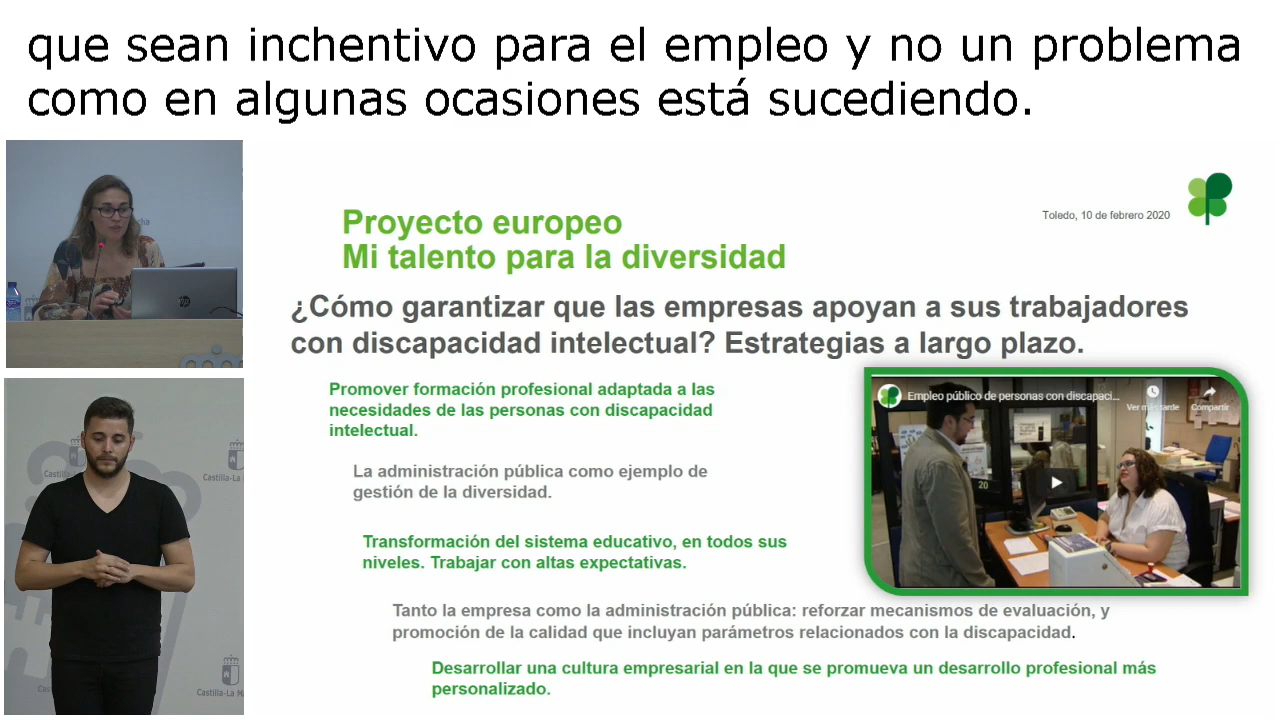 que sean inchentivo para el empleo y no un problema
como en algunas ocasiones está sucediendo.
Proyecto europeo
Mi talento para la diversidad
Toledo, 10 de febrero 2020
¿Cómo garantizar que las empresas apoyan a sus trabajadores
con discapacidad intelectual? Estrategias a largo plazo.
Promover formación profesional adaptada a las
necesidades de las personas con discapacidad
intelectual.
La administración pública como ejemplo de
gestión de la diversidad.
Transformación del sistema educativo, en todos sus
niveles. Trabajar con altas expectativas.
Tanto la empresa como la administración pública: reforzar mecanismos de evaluación, y
promoción de la calidad que incluyan parámetros relacionados con la discapacidad.
Desarrollar una cultura empresarial en la que se promueva un desarrollo profesional más
personalizado.
Empleo público de personas con discapaci...
Ver más tarde
Compartir
20
Castilla-La M